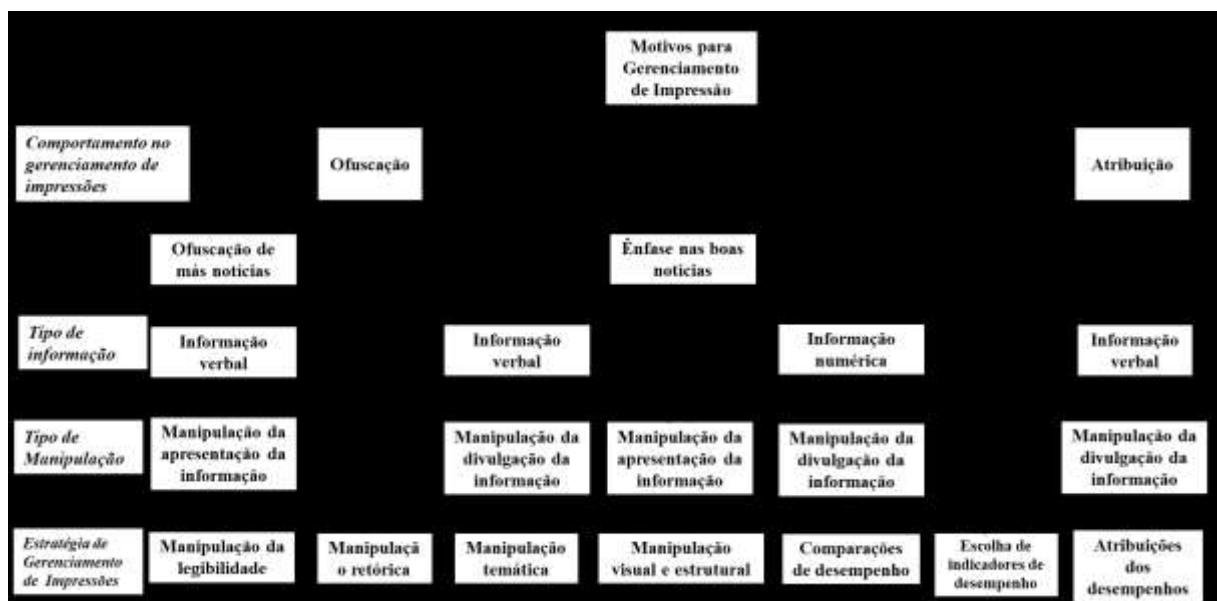 Motivos para
Gerenciamento
de Impressão
Comportamento no
gerenciamento de
impressões
Ofuscação
Atribuição
Ofuscação de
más notícias
Ênfase nas boas
notícias
Tipo de
informação
Informação
verbal
Informação
verbal
Informação
numérica
Informação
verbal
Tipo de
Manipulação
Manipulação da
apresentação da
informação
Manipulação da
divulgação da
informação
Manipulação da
apresentação da
informação
Manipulação da
divulgação da
informação
Manipulação da
divulgação da
informação
Estratégia de
Gerenciamento
de Impressões
Manipulação da
legibilidade
Manipulaçã
o retórica
Manipulação
temática
Manipulação
visual e estrutural
Comparações
de desempenho
Escolha de
indicadores de
desempenho
Atribuições
dos
desempenhos